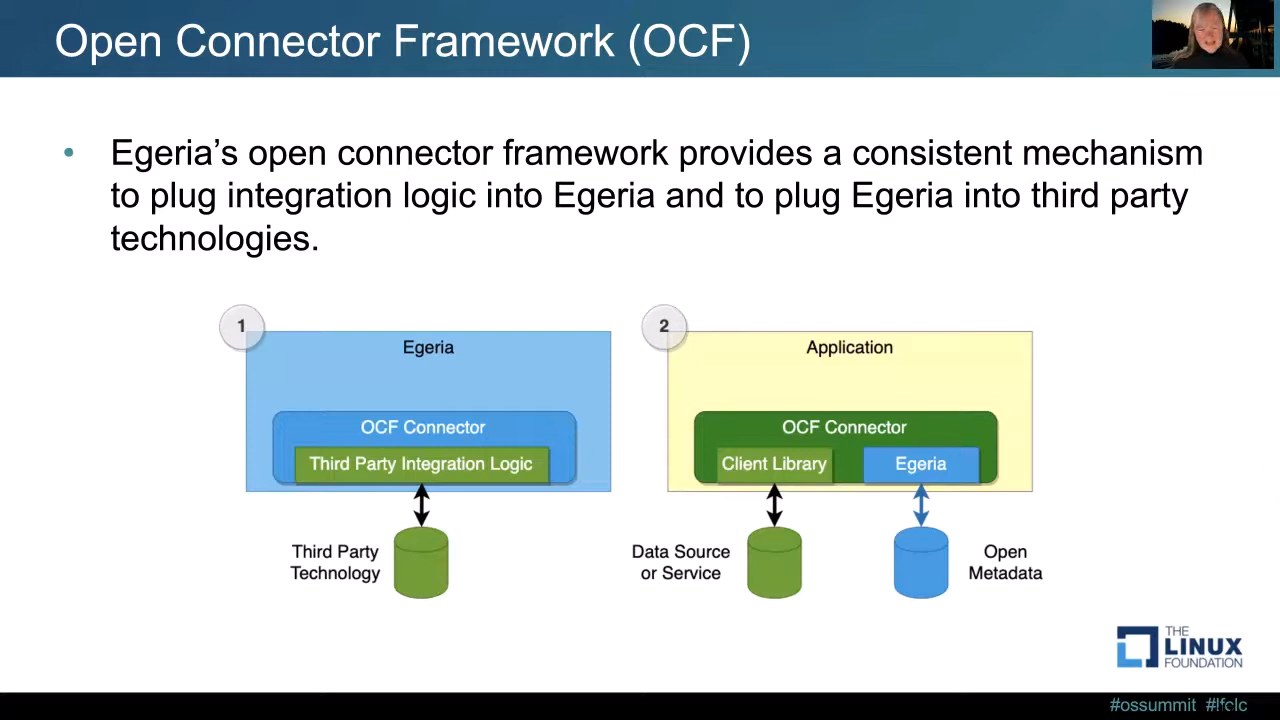 Open Connector Framework (OCF)
• Egeria’s open connector framework provides a consistent mechanism
to plug integration logic into Egeria and to plug Egeria into third party
technologies.
1
Egeria
OCF Connector
Third Party Integration Logic
Third Party
Technology
2
Application
OCF Connector
Client Library
Egeria
Data Source
or Service
Open
Metadata
THE
LINUX
FOUNDATION
#ossummit #lfelc